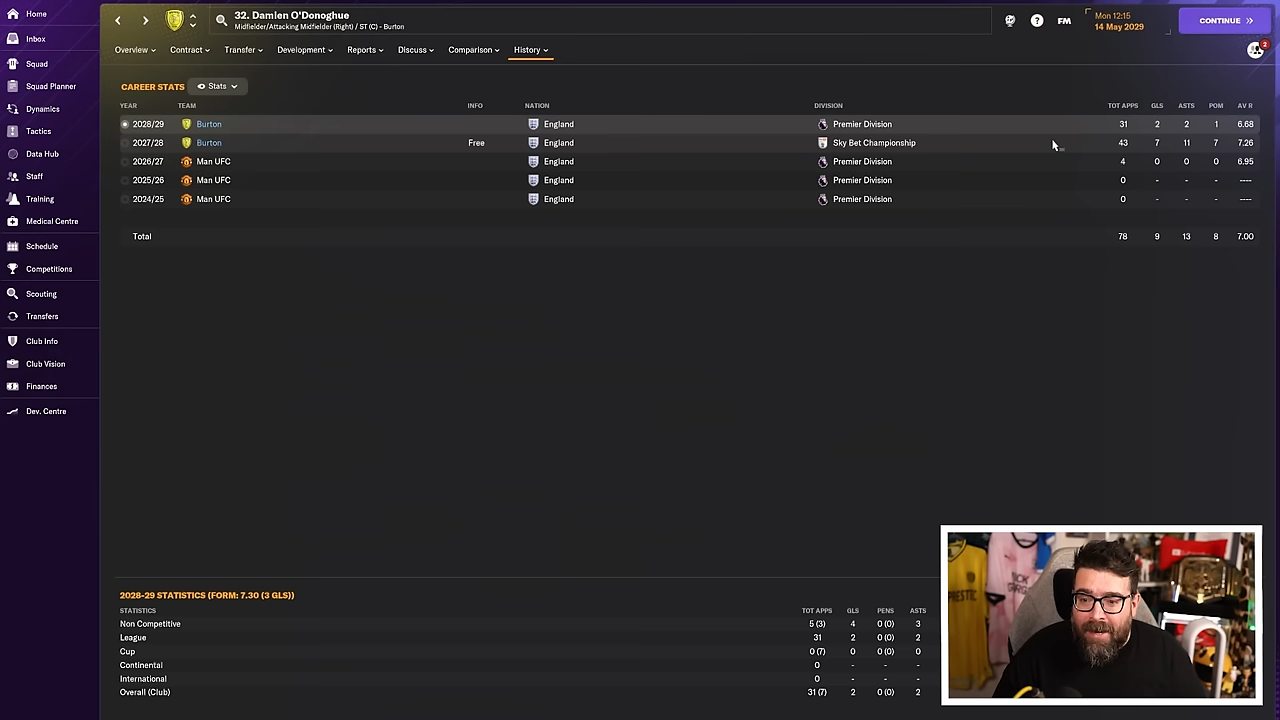 Home
Inbox
Squad
Squad Planner
Dynamics
Tactics
Data Hub
Staff
Training
Medical Centre
Schedule
Competitions
Scouting
Transfers
Club Info
Club Vision
Finances
Dev. Centre
32. Damien O'Donoghue
Midfielder/Attacking Midfielder (Right) / ST (C) - Burton
? FM
Mon 12:15
14 May 2029
CONTINUE
2
Overview Contract Transfer Development Reports Discuss Comparison History
CAREER STATS Stats
YEAR TEAM INFO NATION DIVISION TOT APPS GLS ASTS POM AV R
2028/29 Burton England Premier Division 31 2 2 1 6.68
2027/28 Burton Free England Sky Bet Championship 43 7 11 7 7.26
2026/27 Man UFC England Premier Division 4 0 0 0 6.95
2025/26 Man UFC England Premier Division 0 - - - ----
2024/25 Man UFC England Premier Division 0 - - - ----
Total 78 9 13 8 7.00
2028-29 STATISTICS (FORM: 7.30 (3 GLS))
STATISTICS TOT APPS GLS PENS ASTS
Non Competitive 5 (3) 4 0 (0) 3
League 31 2 0 (0) 2
Cup 0 (7) 0 0 (0) 0
Continental 0 - - -
International 0 - - -
Overall (Club) 31 (7) 2 0 (0) 2